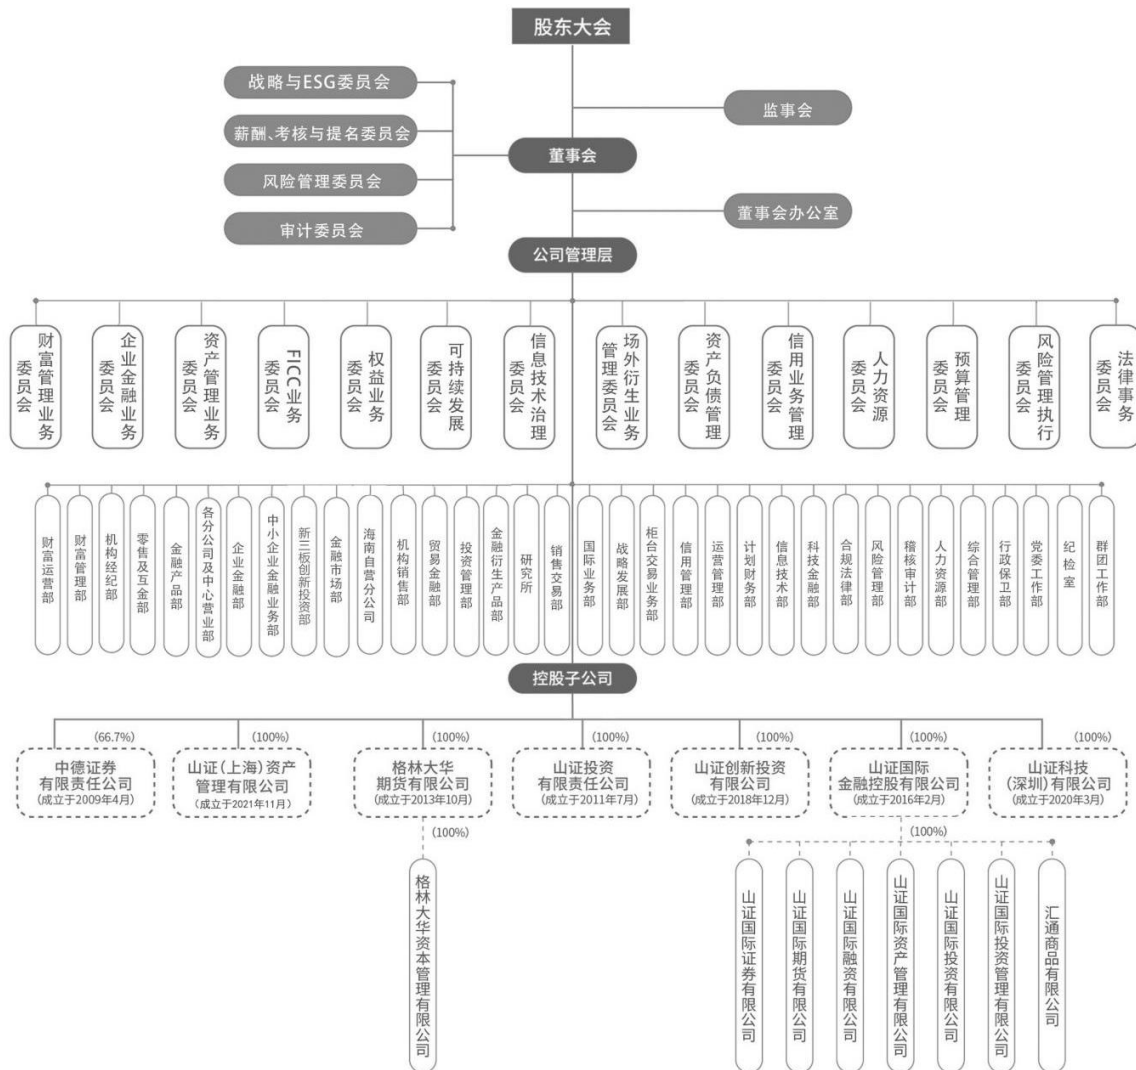 股东大会
战略与ESG委员会
监事会
薪酬、考核与提名委员会
董事会
风险管理委员会
董事会办公室
审计委员会
公司管理层
财富管理业务
委员会
企业金融业务
委员会
资产管理业务
委员会
FICC业务
委员会
权益业务
委员会
可持续发展
委员会
信息技术治理
委员会
场外衍生业务
管理委员会
资产负债管理
委员会
信用业务管理
委员会
人力资源
委员会
预算管理
委员会
风险管理执行
委员会
法律事务
委员会
财富运营部
财富管理部
机构经纪部
零售及互金部
金融产品部
各分公司及中心营业部
企业金融部
中小企业金融业务部
新三板创新投资部
金融市场部
海南自营分公司
机构销售部
贸易金融部
投资管理部
金融衍生产品部
研究所
销售交易部
国际业务部
战略发展部
柜台交易业务部
信用管理部
运营管理部
计划财务部
信息技术部
科技金融部
合规法律部
风险管理部
稽核审计部
人力资源部
综合管理部
行政保卫部
党委工作部
纪检室
群团工作部
控股子公司
(66.7%)
中德证券
有限责任公司
(成立于2009年4月)
(100%)
山证(上海)资产
管理有限公司
(成立于2021年11月)
(100%)
格林大华
期货有限公司
(成立于2013年10月)
(100%)
山证投资
有限责任公司
(成立于2011年7月)
(100%)
山证创新投资
有限公司
(成立于2018年12月)
(100%)
山证国际
金融控股有限公司
(成立于2016年2月)
(100%)
山证科技
(深圳)有限公司
(成立于2020年3月)
(100%)
格林大华资本管理有限公司
(100%)
山证国际证券有限公司
山证国际期货有限公司
山证国际融资有限公司
山证国际资产管理有限公司
山证国际投资有限公司
山证国际投资管理有限公司
汇通商品有限公司